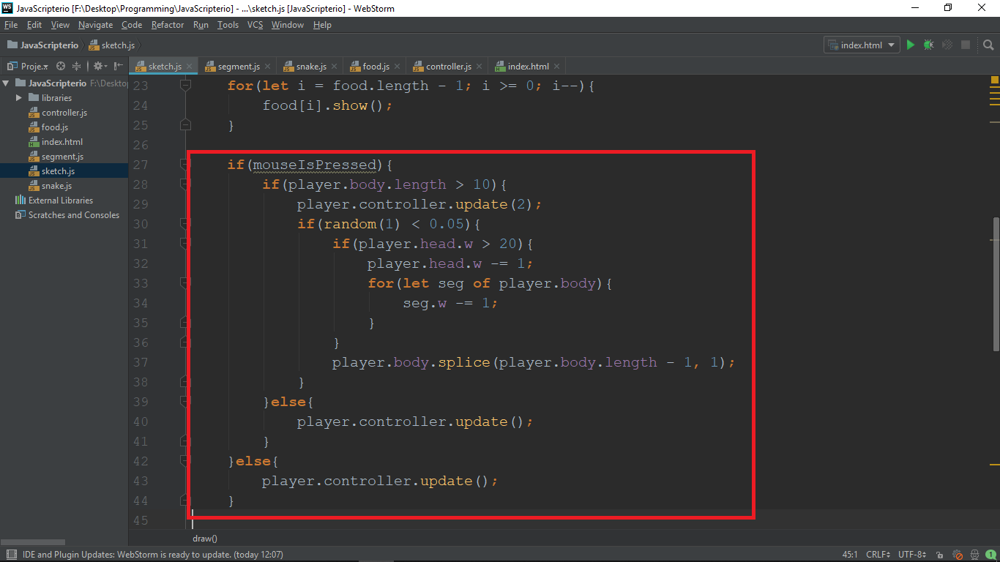 JavaScripterio [F:\Desktop\Programming\JavaScripterio] - ...\sketch.js [JavaScripterio] - WebStorm
File Edit View Navigate Code Refactor Run Tools VCS Window Help
JavaScripterio sketch.js index.html
Proje.. sketch.js segment.js snake.js food.js controller.js index.html
JavaScripterio F:\Desktop
libraries
controller.js
food.js
index.html
segment.js
sketch.js
snake.js
External Libraries
Scratches and Consoles
23 for(let i = food.length - 1; i >= 0; i--){
24 food[i].show();
25 }
26
27 if(mouseIsPressed){
28 if(player.body.length > 10){
29 player.controller.update(2);
30 if(random(1) < 0.05){
31 if(player.head.w > 20){
32 player.head.w -= 1;
33 for(let seg of player.body){
34 seg.w -= 1;
35 }
36 }
37 player.body.splice(player.body.length - 1, 1);
38 }
39 }else{
40 player.controller.update();
41 }
42 }else{
43 player.controller.update();
44 }
45
draw()
IDE and Plugin Updates: WebStorm is ready to update. (today 12:07) 45:1 CRLF UTF-8 1